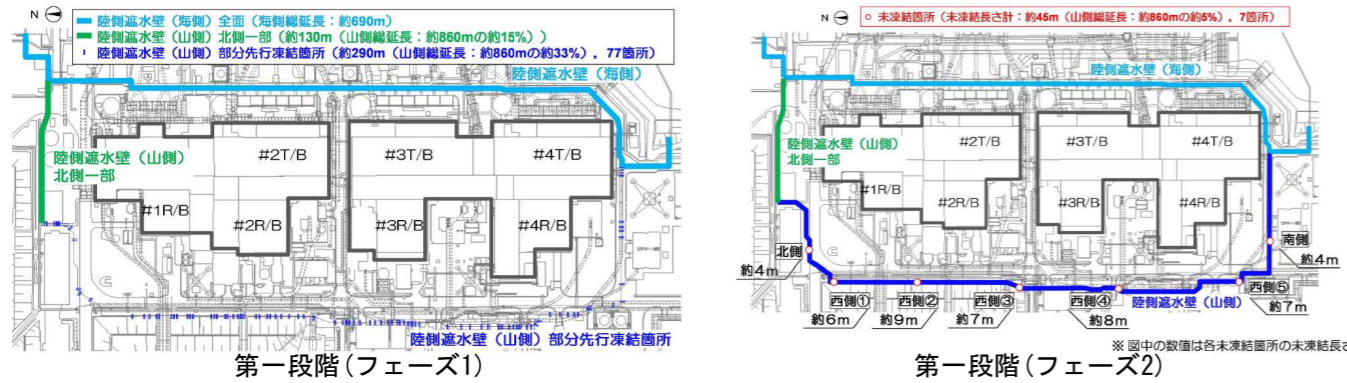 N
陸側遮水壁(海側)全面(海側総延長:約690m)
陸側遮水壁(山側)北側一部(約130m(山側総延長:約860mの約15%))
陸側遮水壁(山側)部分先行凍結箇所(約290m(山側総延長:約860mの約33%),77箇所)
陸側遮水壁(海側)
陸側遮水壁(山側)
北側一部
#2T/B
#3T/B
#4T/B
#1R/B
#2R/B
#3R/B
#4R/B
陸側遮水壁(山側)部分先行凍結箇所
第一段階(フェーズ1)
N
未凍結箇所(未凍結長さ計:約45m(山側総延長:約860mの約5%),7箇所)
陸側遮水壁(海側)
陸側遮水壁(山側)
北側一部
#2T/B
#3T/B
#4T/B
#1R/B
#2R/B
#3R/B
#4R/B
北側
約4m
西側①
約6m
西側②
約9m
西側③
約7m
西側④
約8m
陸側遮水壁(山側)
西側⑤
約7m
南側
約4m
※ 図中の数値は各未凍結箇所の未凍結長さ
第一段階(フェーズ2)